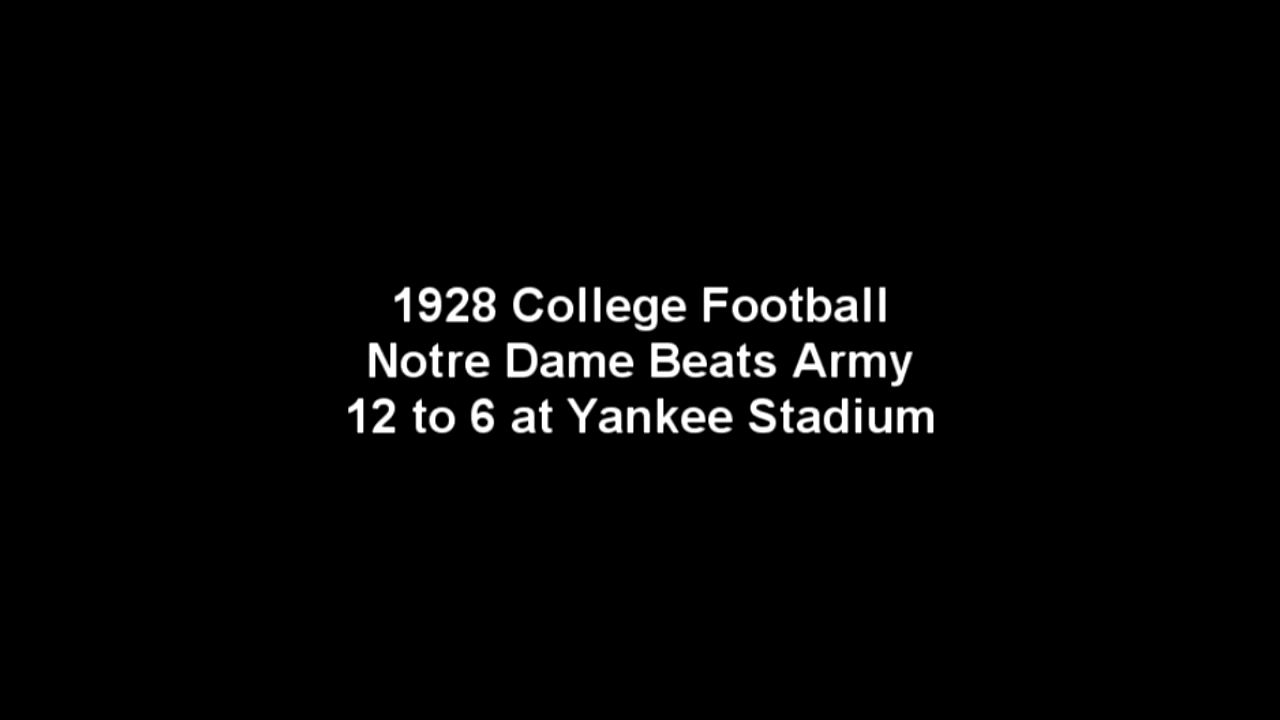 1928 College Football
Notre Dame Beats Army
12 to 6 at Yankee Stadium